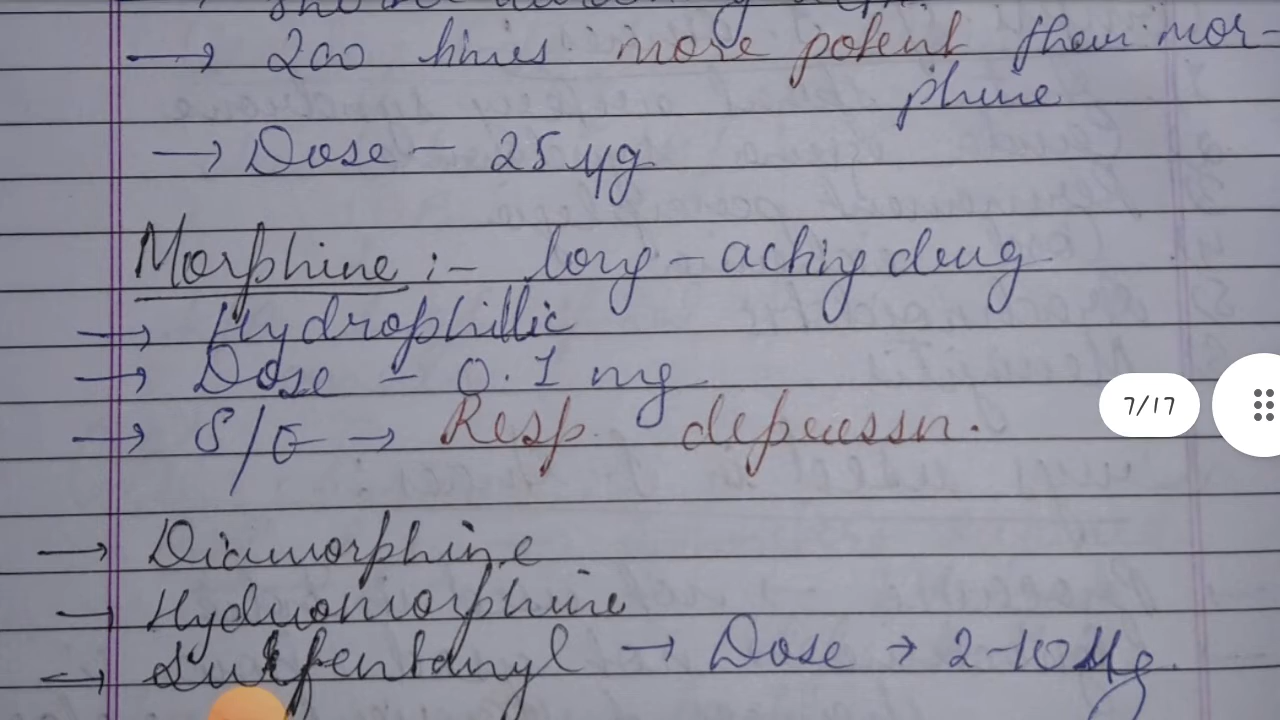 → 200 times more potent than mor-
phine
→ Dose – 25 μg
Morphine :- long-acting drug
→ Hydrophillic
→ Dose – 0.1 mg
→ S/E → Resp. depressn.
→ Diamorphine
→ Hydromorphine
→ Sufentanyl → Dose → 2-10 μg.
7/17